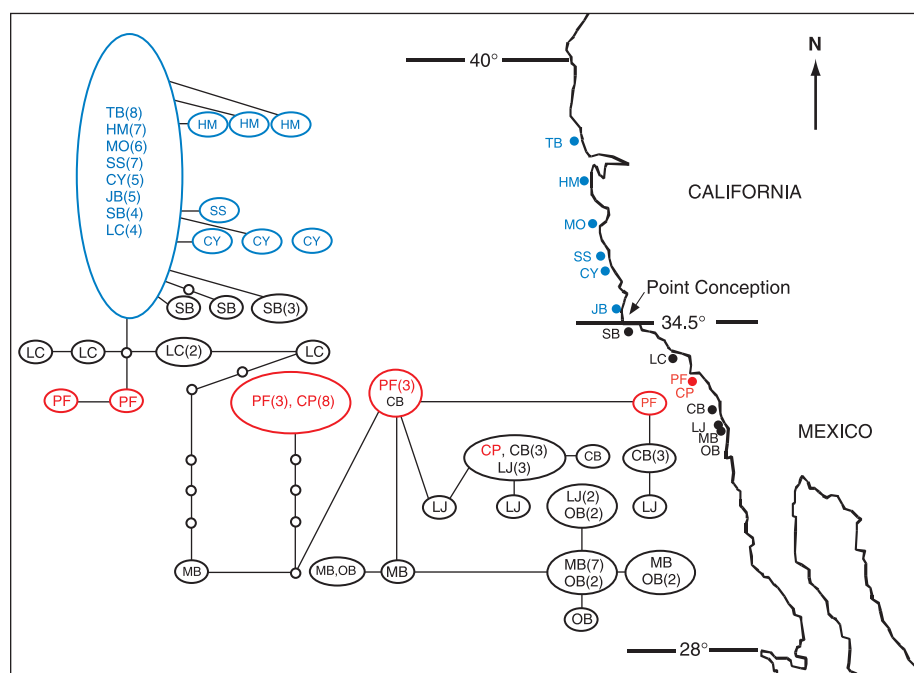 40°
N
TB(8)
HM(7)
MO(6)
SS(7)
CY(5)
JB(5)
SB(4)
LC(4)
HM
HM
HM
SS
CY
CY
CY
SB
SB
SB(3)
LC
LC
LC(2)
LC
PF
PF
PF(3), CP(8)
PF(3)
CB
PF
CP, CB(3)
LJ(3)
CB
CB(3)
LJ
LJ
LJ
LJ(2)
OB(2)
MB
MB,OB
MB
MB(7)
OB(2)
MB
OB(2)
OB
TB
HM
MO
SS
CY
JB
SB
LC
PF
CP
CB
LJ
MB
OB
CALIFORNIA
Point Conception
34.5°
MEXICO
28°